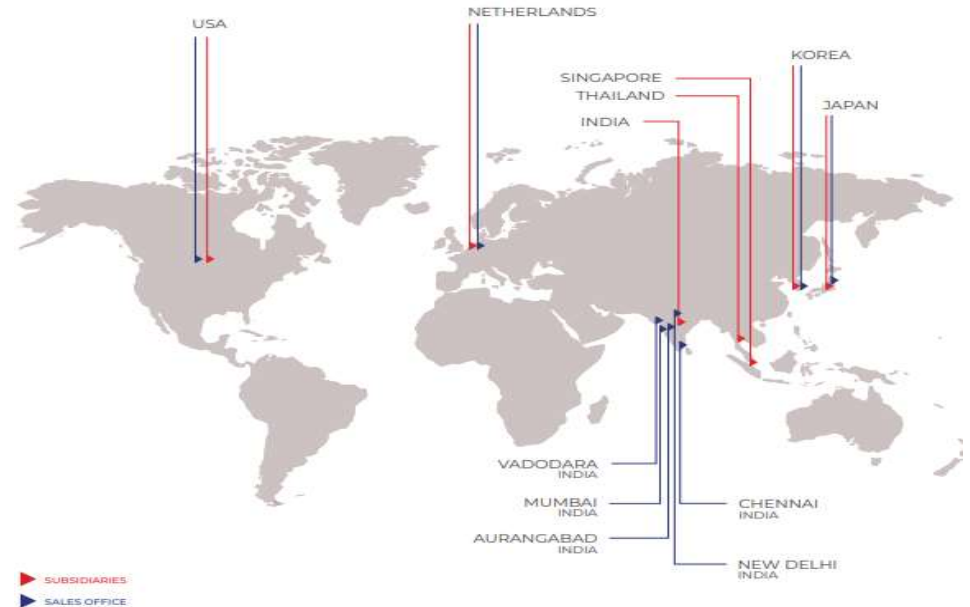 USA
NETHERLANDS
KOREA
SINGAPORE
THAILAND
JAPAN
INDIA
VADODARA
INDIA
MUMBAI
INDIA
CHENNAI
INDIA
AURANGABAD
INDIA
NEW DELHI
INDIA
SUBSIDIARIES
SALES OFFICE